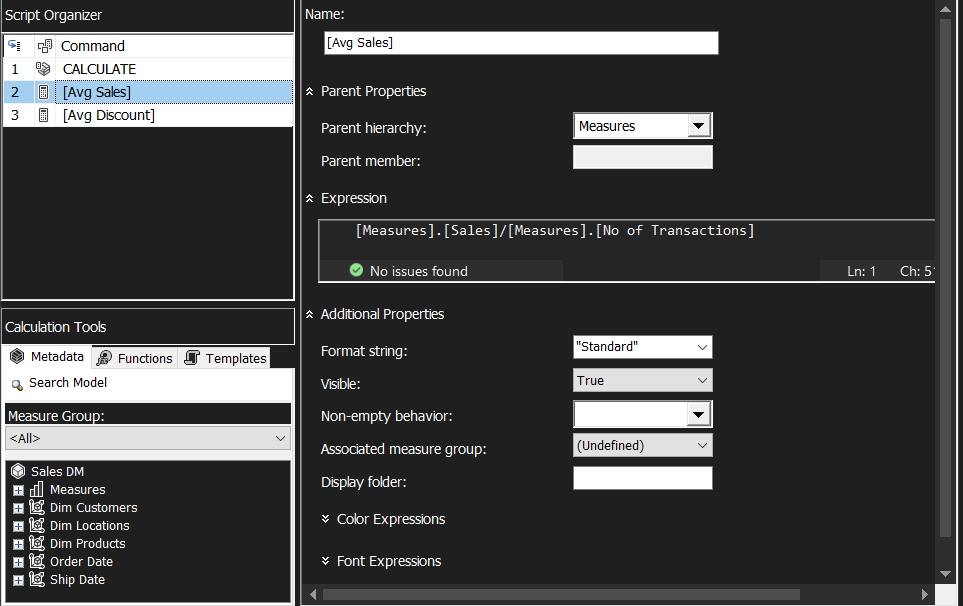 Script Organizer
Command
1 CALCULATE
2 [Avg Sales]
3 [Avg Discount]
Calculation Tools
Metadata Functions Templates
Search Model
Measure Group:
<All>
Sales DM
Measures
Dim Customers
Dim Locations
Dim Products
Order Date
Ship Date
Name:
[Avg Sales]
Parent Properties
Parent hierarchy: Measures
Parent member:
Expression
[Measures].[Sales]/[Measures].[No of Transactions]
No issues found Ln: 1 Ch: 51
Additional Properties
Format string: "Standard"
Visible: True
Non-empty behavior:
Associated measure group: (Undefined)
Display folder:
Color Expressions
Font Expressions